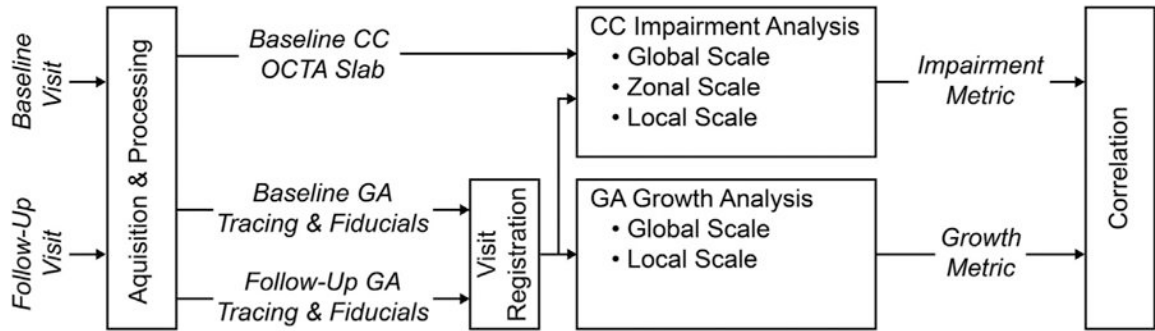 Baseline
Visit
Follow-Up
Visit
Aquisition & Processing
Baseline CC
OCTA Slab
Baseline GA
Tracing & Fiducials
Follow-Up GA
Tracing & Fiducials
Visit
Registration
CC Impairment Analysis
• Global Scale
• Zonal Scale
• Local Scale
GA Growth Analysis
• Global Scale
• Local Scale
Impairment
Metric
Growth
Metric
Correlation